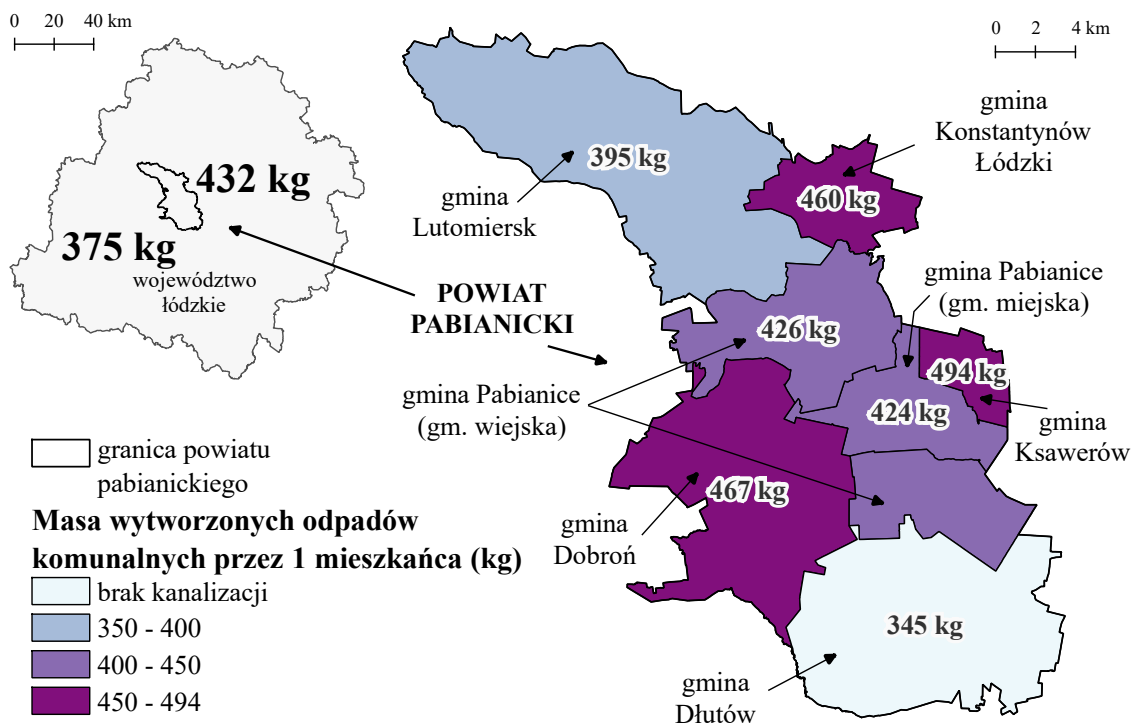 0 20 40 km
432 kg
375 kg
województwo
łódzkie
POWIAT
PABIANICKI
0 2 4 km
gmina
Konstantynów
Łódzki
395 kg
460 kg
gmina
Lutomiersk
gmina Pabianice
(gm. miejska)
426 kg
494 kg
424 kg
gmina Pabianice
(gm. wiejska)
gmina
Ksawerów
467 kg
gmina
Dobroń
345 kg
gmina
Dłutów
granica powiatu
pabianickiego
Masa wytworzonych odpadów
komunalnych przez 1 mieszkańca (kg)
brak kanalizacji
350 - 400
400 - 450
450 - 494